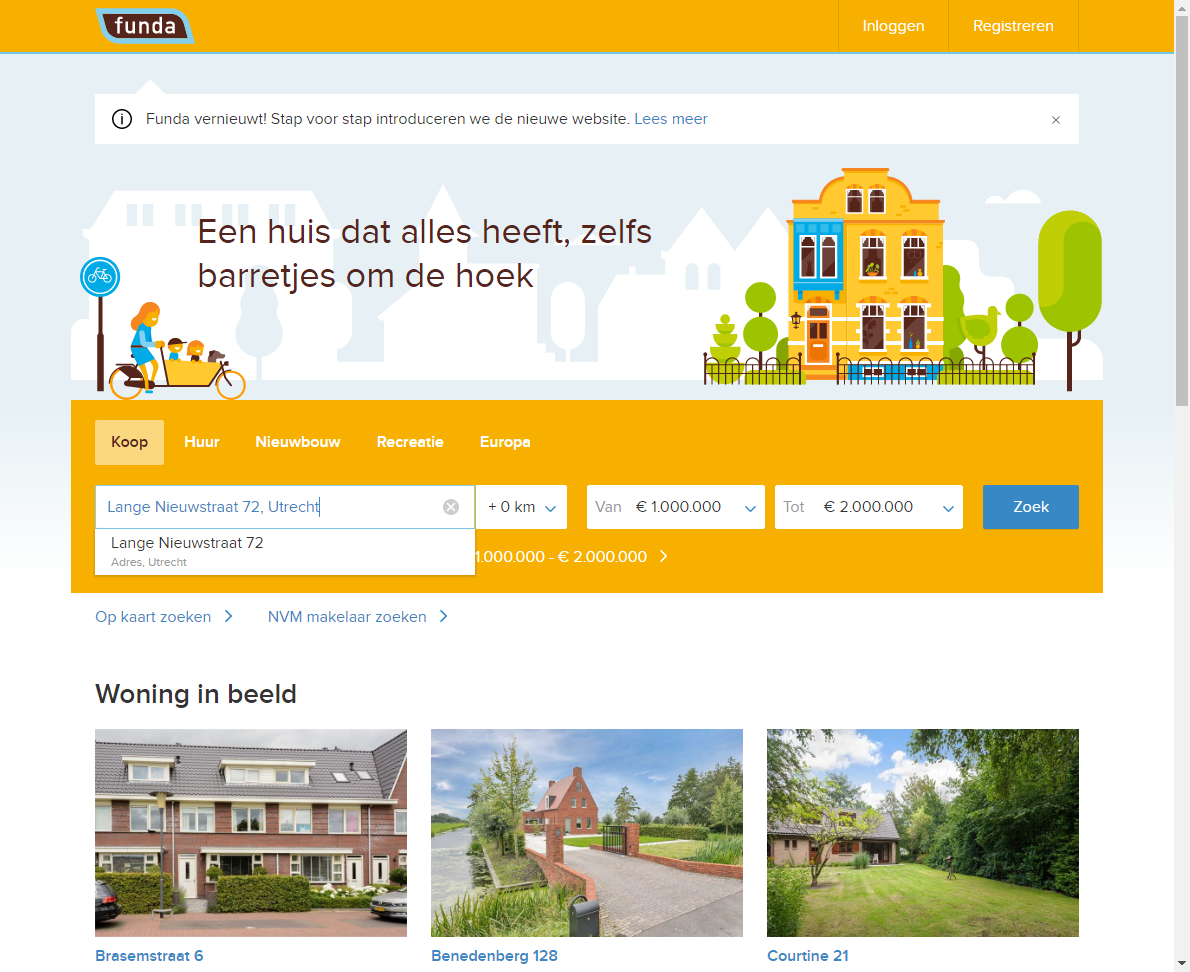 funda
Inloggen
Registreren
Funda vernieuwt! Stap voor stap introduceren we de nieuwe website. Lees meer
Een huis dat alles heeft, zelfs
barretjes om de hoek
Koop
Huur
Nieuwbouw
Recreatie
Europa
Lange Nieuwstraat 72, Utrecht
+ 0 km
Van € 1.000.000
Tot € 2.000.000
Zoek
Lange Nieuwstraat 72
Adres, Utrecht
1.000.000 - € 2.000.000
Op kaart zoeken
NVM makelaar zoeken
Woning in beeld
Brasemstraat 6
Benedenberg 128
Courtine 21